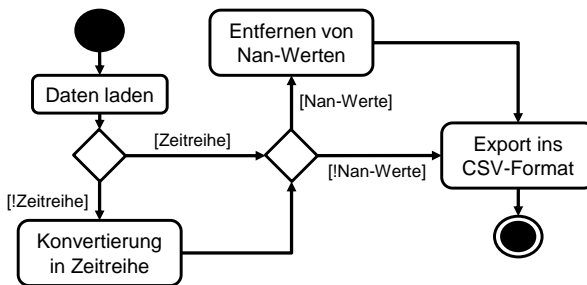 Daten laden
[Zeitreihe]
[!Zeitreihe]
Konvertierung
in Zeitreihe
Entfernen von
Nan-Werten
[Nan-Werte]
[!Nan-Werte]
Export ins
CSV-Format